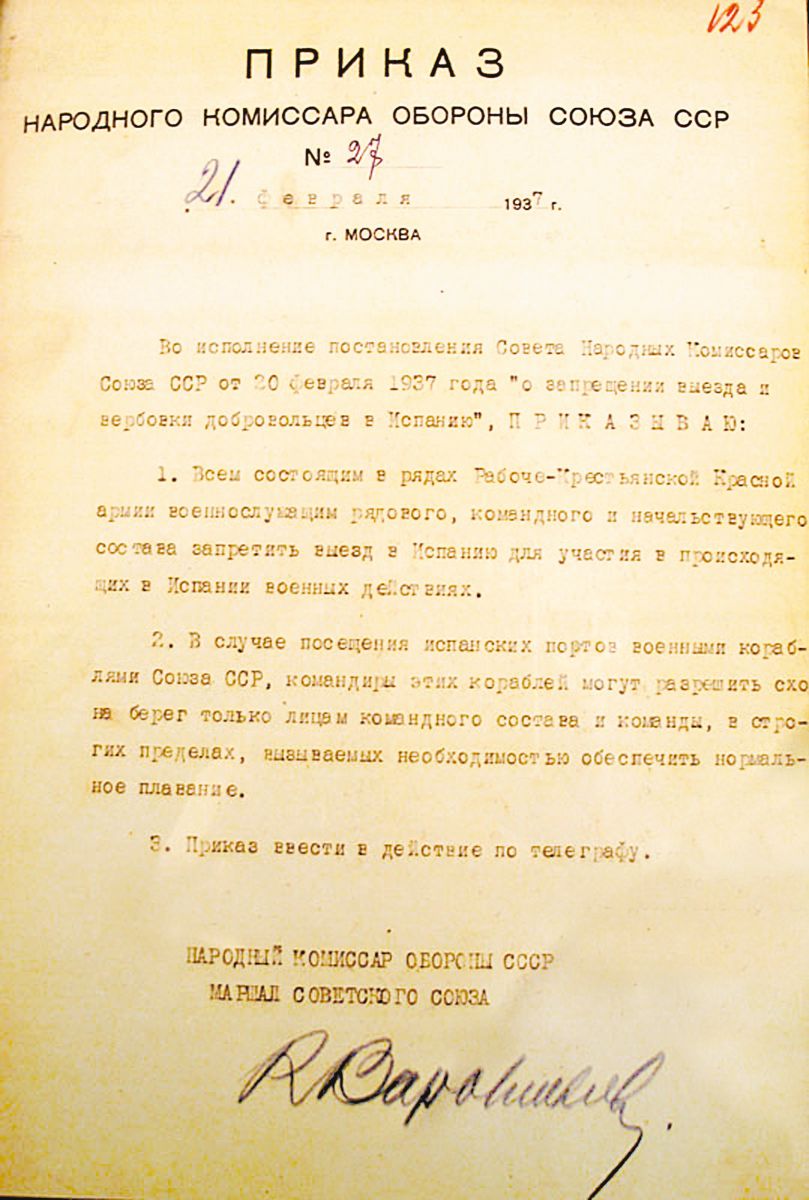 123
ПРИКАЗ
НАРОДНОГО КОМИССАРА ОБОРОНЫ СОЮЗА ССР
№ 27
21. февраля 1937 г.
г. МОСКВА
Во исполнение постановления Совета Народных Комиссаров
Союза ССР от 20 февраля 1937 года "о запрещении выезда и
вербовки добровольцев в Испанию", П Р И К А З Ы В А Ю:
1. Всем состоящим в рядах Рабоче-Крестьянской Красной
армии военнослужащим рядового, командного и начальствующего
состава запретить выезд в Испанию для участия в происходя-
щих в Испании военных действиях.
2. В случае посещения испанских портов военными кораб-
лями Союза ССР, командиры этих кораблей могут разрешить схо
на берег только лицам командного состава и команды, в стро-
гих пределах, вызываемых необходимостью обеспечить нормаль-
ное плавание.
3. Приказ ввести в действие по телеграфу.
НАРОДНЫЙ КОМИССАР ОБОРОНЫ СССР
МАРШАЛ СОВЕТСКОГО СОЮЗА
К Ворошилов